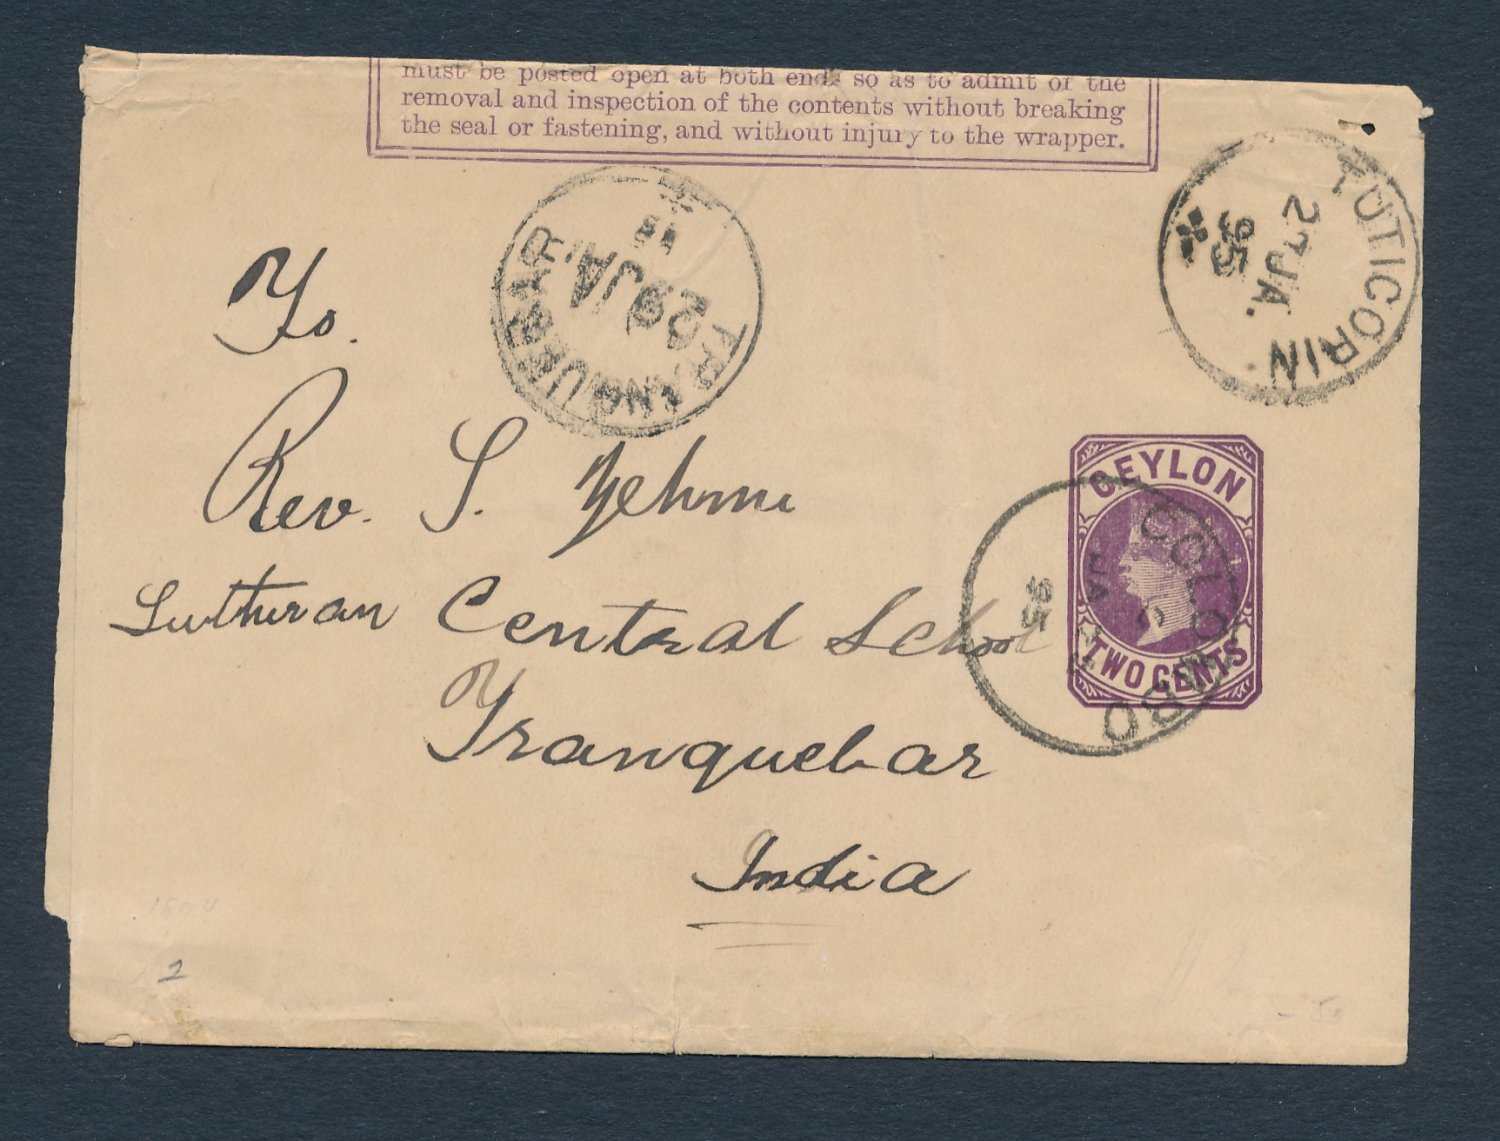 must be posted open at both ends so as to admit of the
removal and inspection of the contents without breaking
the seal or fastening, and without injury to the wrapper.
TUTICORIN
27 JA.
95
TRANQUEBAR
29 JA
To.
Rev. S.
Lutheran Central School
Tranquebar
India
CEYLON
TWO CENTS
COLOMBO
JA
95
2